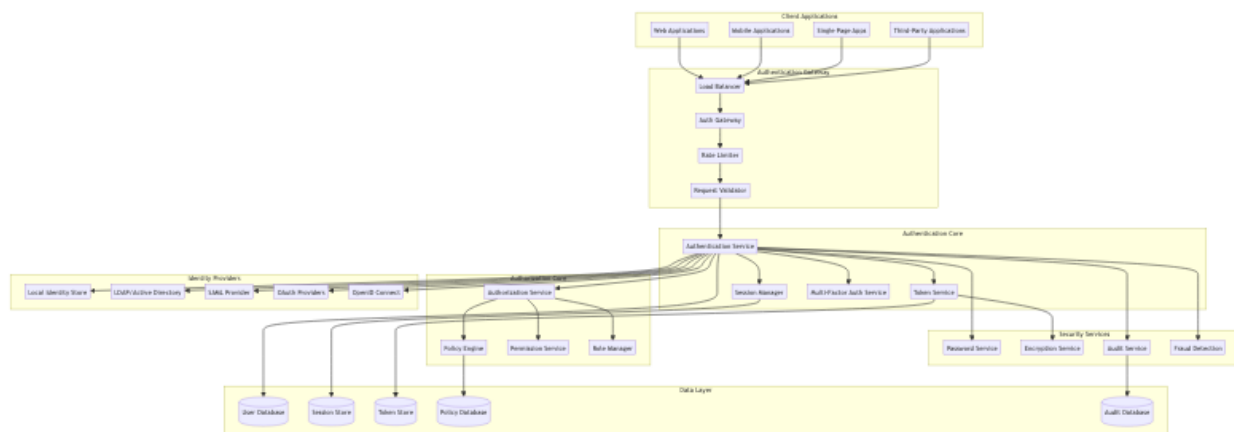 Client Applications
Web Applications
Mobile Applications
Single Page Apps
Third-Party Applications
Authentication Gateway
Load Balancer
Auth Gateway
Rate Limiter
Request Validator
Authentication Core
Authentication Service
Identity Providers
Authorization Core
Local Identity Store
LDAP/Active Directory
SAML Provider
OAuth Providers
OpenID Connect
Authorization Service
Session Manager
Multi-Factor Auth Service
Token Service
Security Services
Policy Engine
Permission Service
Role Manager
Password Service
Encryption Service
Audit Service
Fraud Detection
Data Layer
User Database
Session Store
Token Store
Policy Database
Audit Database